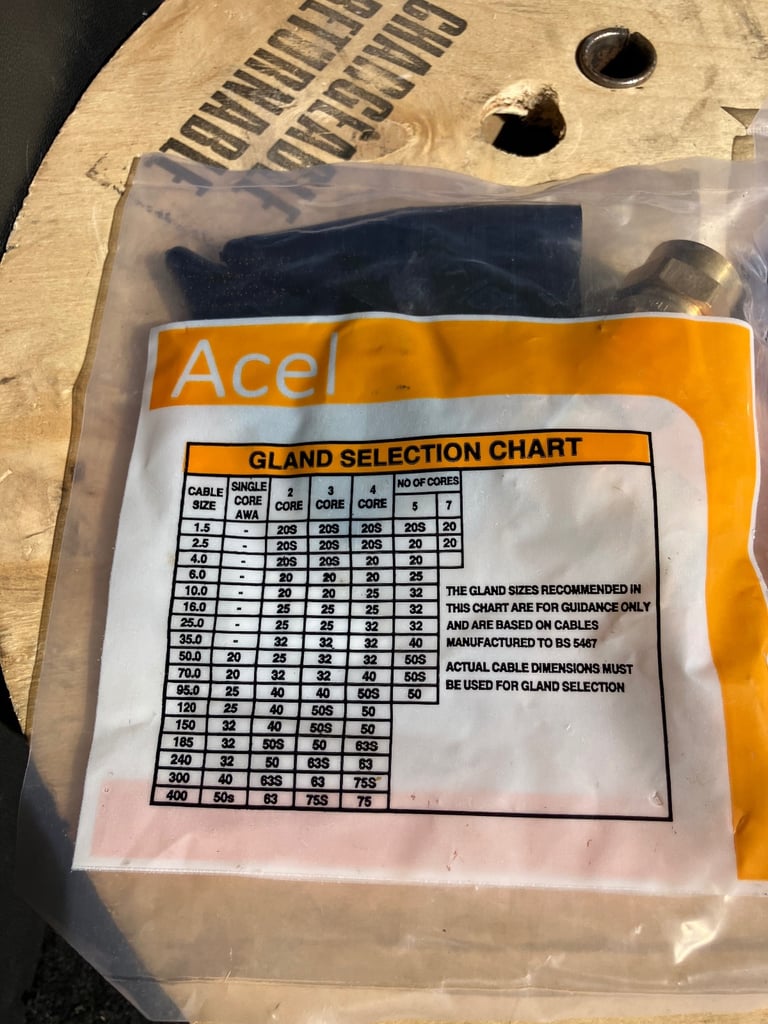 CHANGEABLE
RETURNABLE
Acel
GLAND SELECTION CHART
CABLE SIZE SINGLE CORE AWA 2 CORE 3 CORE 4 CORE NO OF CORES 5 7
1.5 - 20S 20S 20S 20S 20
2.5 - 20S 20S 20S 20 20
4.0 - 20S 20S 20 20
6.0 - 20 20 20 25
10.0 - 20 20 25 32
16.0 - 25 25 25 32
25.0 - 25 25 32 32
35.0 - 32 32 32 40
50.0 20 25 32 32 50S
70.0 20 32 32 40 50S
95.0 25 40 40 50S 50
120 25 40 50S 50
150 32 40 50S 50
185 32 50S 50 63S
240 32 50 63S 63
300 40 63S 63 75S
400 50s 63 75S 75
THE GLAND SIZES RECOMMENDED IN
THIS CHART ARE FOR GUIDANCE ONLY
AND ARE BASED ON CABLES
MANUFACTURED TO BS 5467
ACTUAL CABLE DIMENSIONS MUST
BE USED FOR GLAND SELECTION